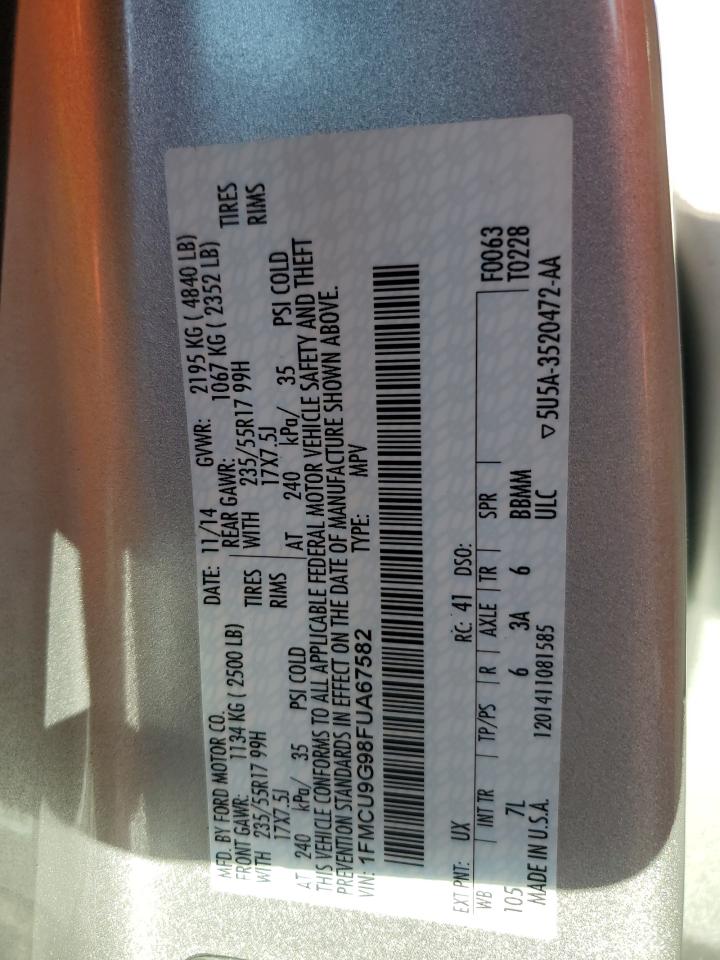 MFD. BY FORD MOTOR CO. DATE: 11/14 GVWR: 2195 KG ( 4840 LB)
FRONT GAWR: 1134 KG ( 2500 LB) REAR GAWR: 1067 KG ( 2352 LB)
WITH 235/55R17 99H TIRES WITH 235/55R17 99H TIRES
17X7.5J RIMS 17X7.5J RIMS
AT 240 kPa/ 35 PSI COLD AT 240 kPa/ 35 PSI COLD
THIS VEHICLE CONFORMS TO ALL APPLICABLE FEDERAL MOTOR VEHICLE SAFETY AND THEFT
PREVENTION STANDARDS IN EFFECT ON THE DATE OF MANUFACTURE SHOWN ABOVE.
VIN: 1FMCU9G98FUA67582 TYPE: MPV
EXT PNT: UX RC: 41 DSO:
WB INT TR TP/PS R AXLE TR SPR F0063
105 7L 6 3A 6 BBMM T0228
MADE IN U.S.A. 1201411081585 ULC ▽5U5A-3520472-AA